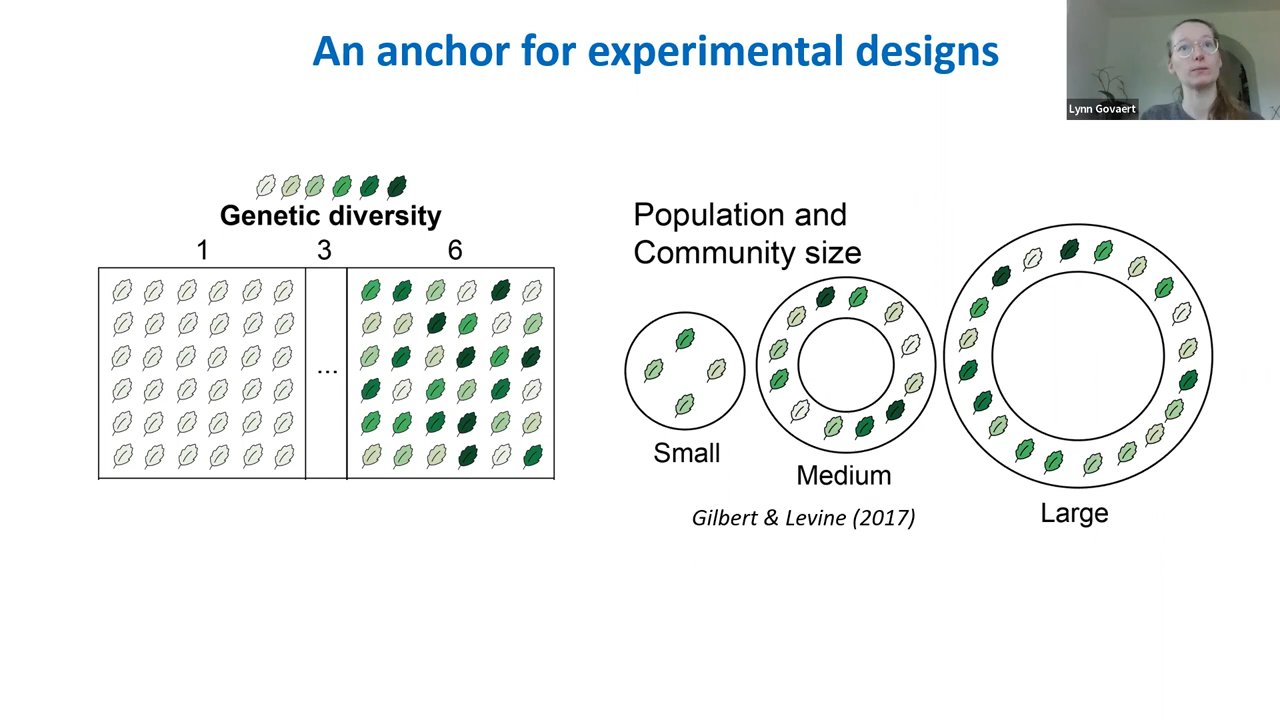 An anchor for experimental designs
Lynn Govaert
Genetic diversity
1 3 6
...
Population and
Community size
Small
Medium
Large
Gilbert & Levine (2017)